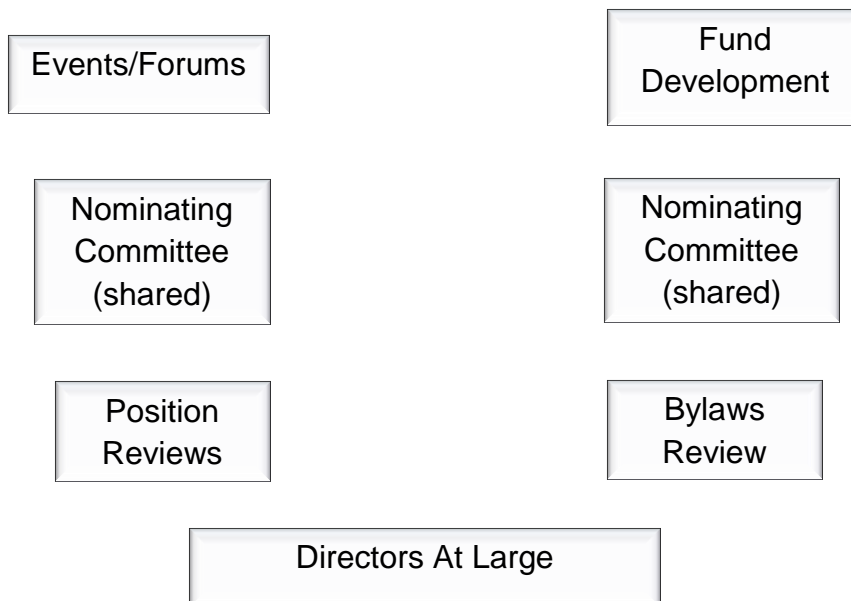 Events/Forums
Fund
Development
Nominating
Committee
(shared)
Nominating
Committee
(shared)
Position
Reviews
Bylaws
Review
Directors At Large